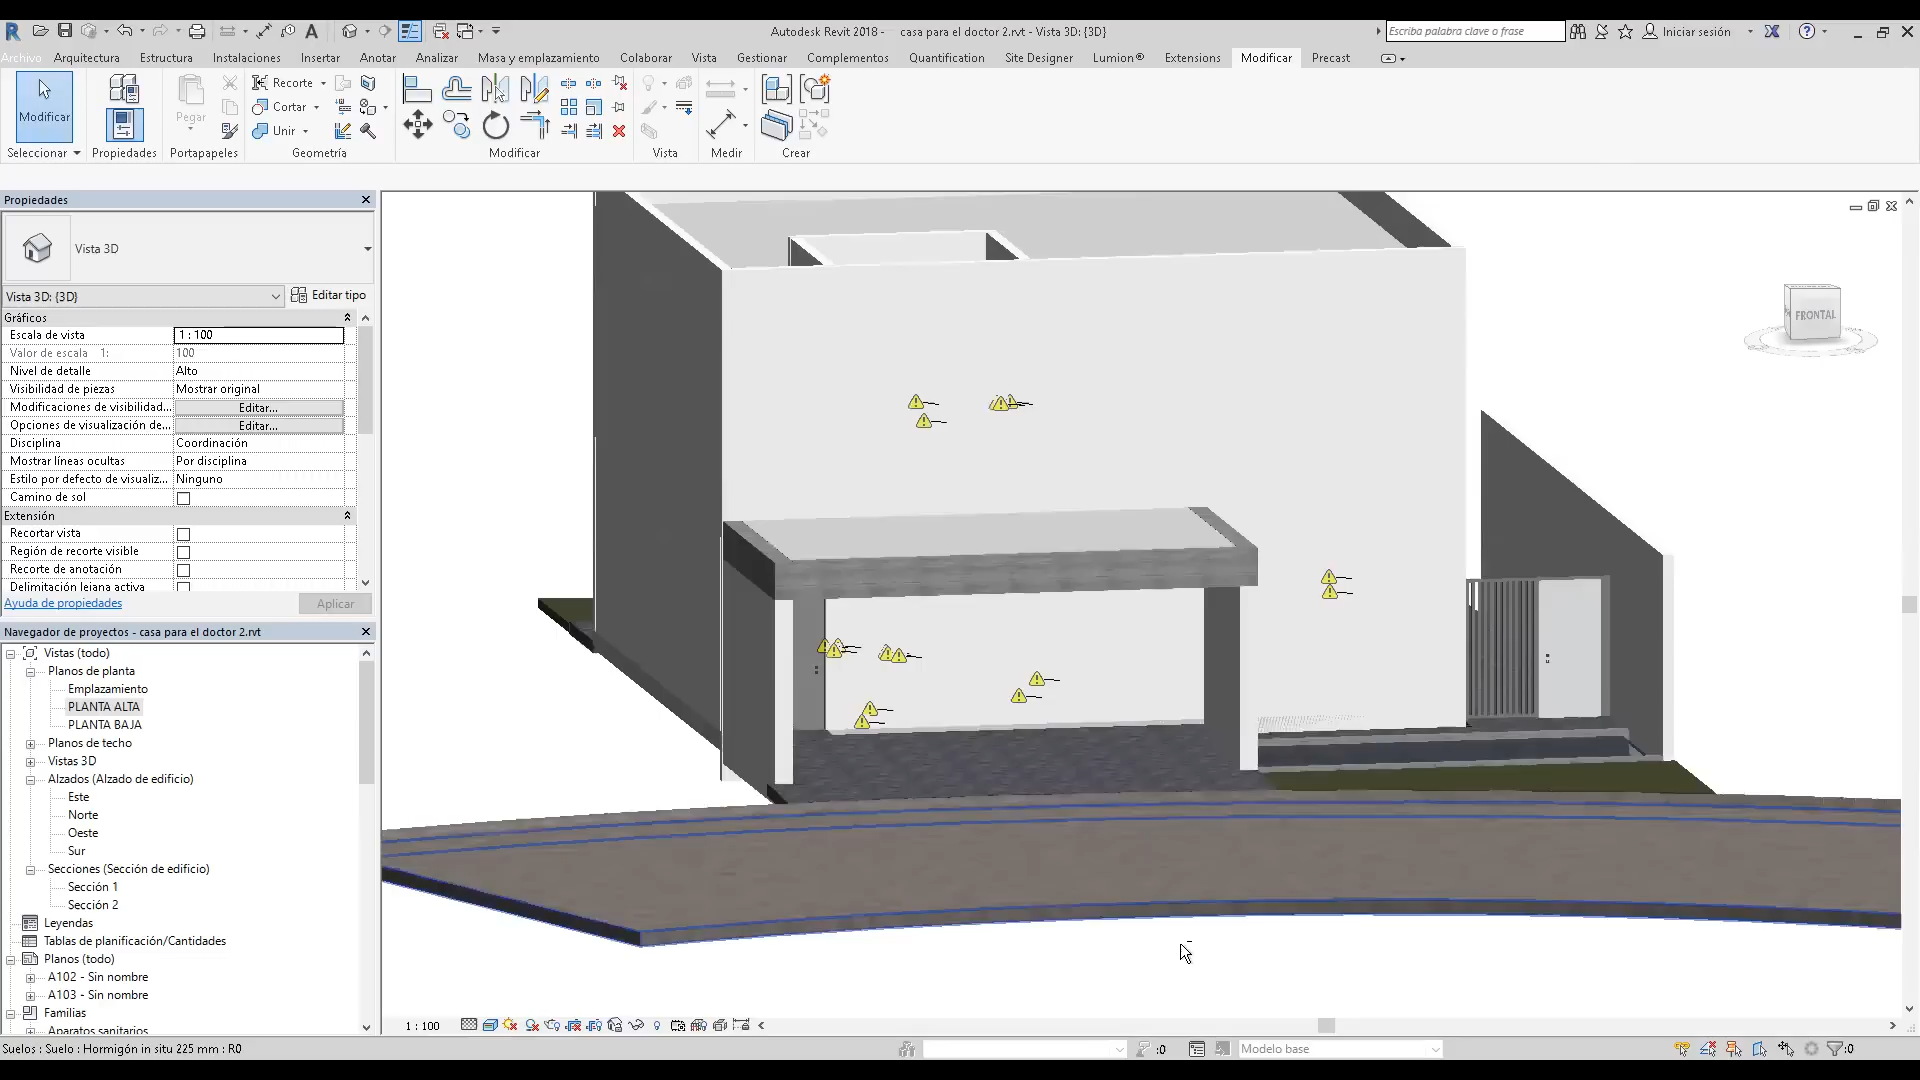 Autodesk Revit 2018 - casa para el doctor 2.rvt - Vista 3D: {3D}
Escriba palabra clave o frase
Iniciar sesión
Archivo Arquitectura Estructura Instalaciones Insertar Anotar Analizar Masa y emplazamiento Colaborar Vista Gestionar Complementos Quantification Site Designer Lumion® Extensions Modificar Precast
Modificar
Pegar
Recorte
Cortar
Unir
Seleccionar Propiedades Portapapeles Geometría Modificar Vista Medir Crear
Propiedades
Vista 3D
Vista 3D: {3D}
Editar tipo
Gráficos
Escala de vista 1 : 100
Valor de escala 1: 100
Nivel de detalle Alto
Visibilidad de piezas Mostrar original
Modificaciones de visibilidad... Editar...
Opciones de visualización de... Editar...
Disciplina Coordinación
Mostrar líneas ocultas Por disciplina
Estilo por defecto de visualiz... Ninguno
Camino de sol
Extensión
Recortar vista
Región de recorte visible
Recorte de anotación
Delimitación lejana activa
Ayuda de propiedades
Aplicar
Navegador de proyectos - casa para el doctor 2.rvt
Vistas (todo)
Planos de planta
Emplazamiento
PLANTA ALTA
PLANTA BAJA
Planos de techo
Vistas 3D
Alzados (Alzado de edificio)
Este
Norte
Oeste
Sur
Secciones (Sección de edificio)
Sección 1
Sección 2
Leyendas
Tablas de planificación/Cantidades
Planos (todo)
A102 - Sin nombre
A103 - Sin nombre
Familias
Aparatos sanitarios
FRONTAL
1 : 100
Suelos : Suelo : Hormigón in situ 225 mm : R0
:0
Modelo base
:0